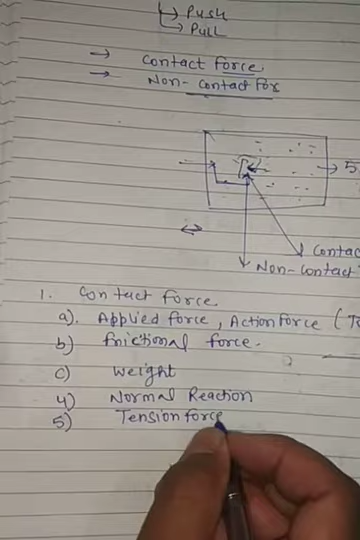 Push
Pull
→ Contact force
→ Non-Contact for
5
Contac
Non-Contact
1. Contact force
a). Applied force, Action force (
b) frictional force.
c) Weight
4) Normal Reaction
5) Tension force